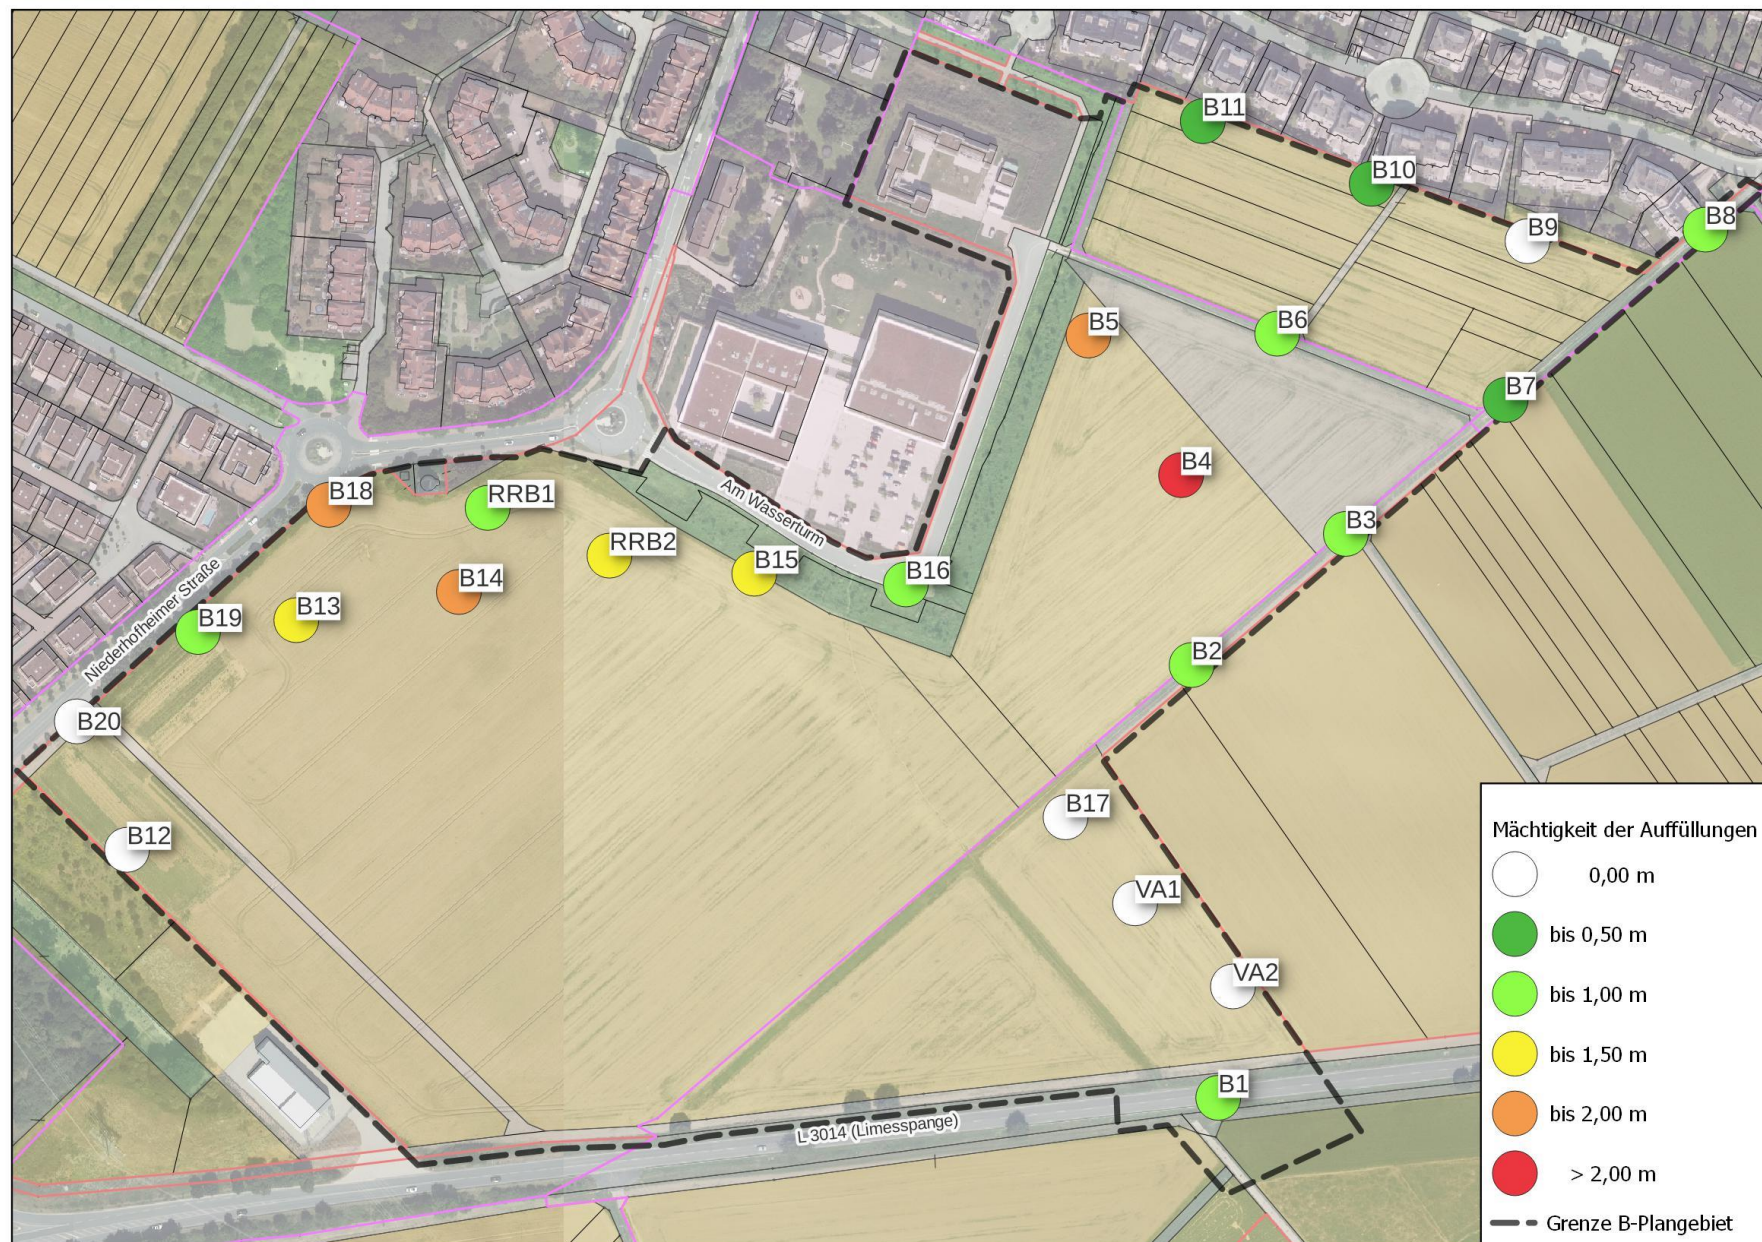 B11
B10
B9
B8
B5
B6
B7
B4
B18
RRB1
B3
RRB2
B15
B16
Am Wasserturm
B14
B13
B19
Niederhofheimer Straße
B2
B20
B17
B12
VA1
VA2
B1
L 3014 (Limesspange)
Mächtigkeit der Auffüllungen
0,00 m
bis 0,50 m
bis 1,00 m
bis 1,50 m
bis 2,00 m
> 2,00 m
Grenze B-Plangebiet